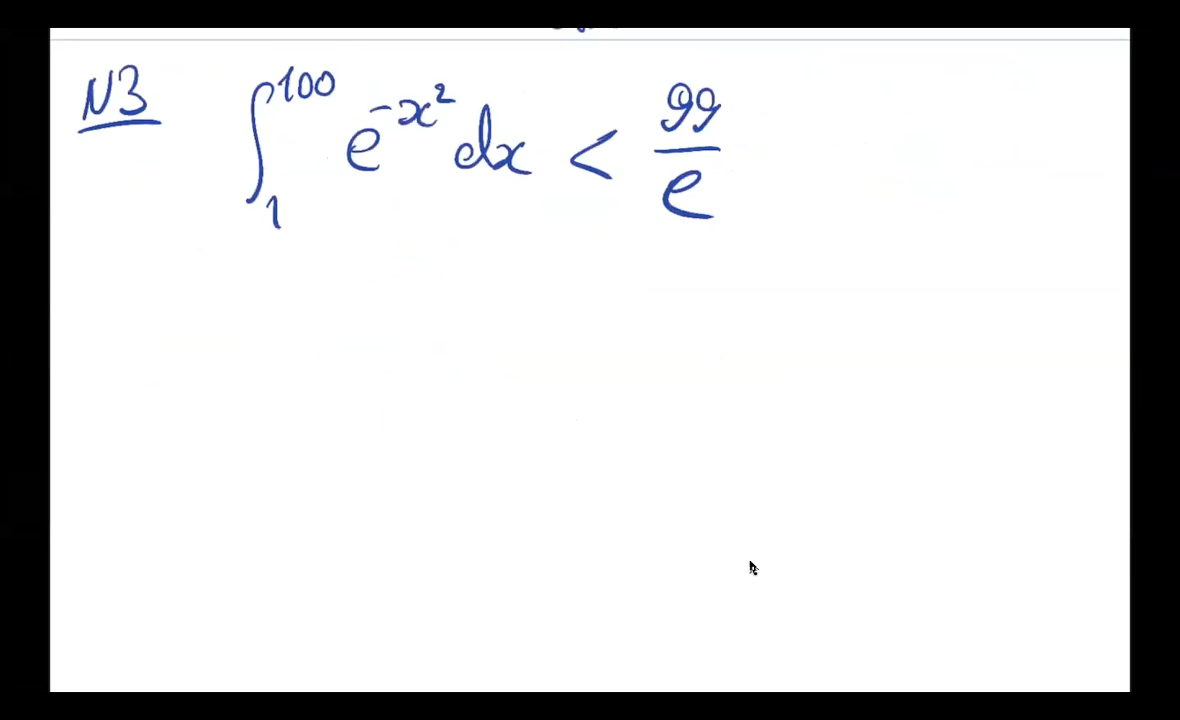 N3 ∫₁¹⁰⁰ e^{-x²} dx < 99/e